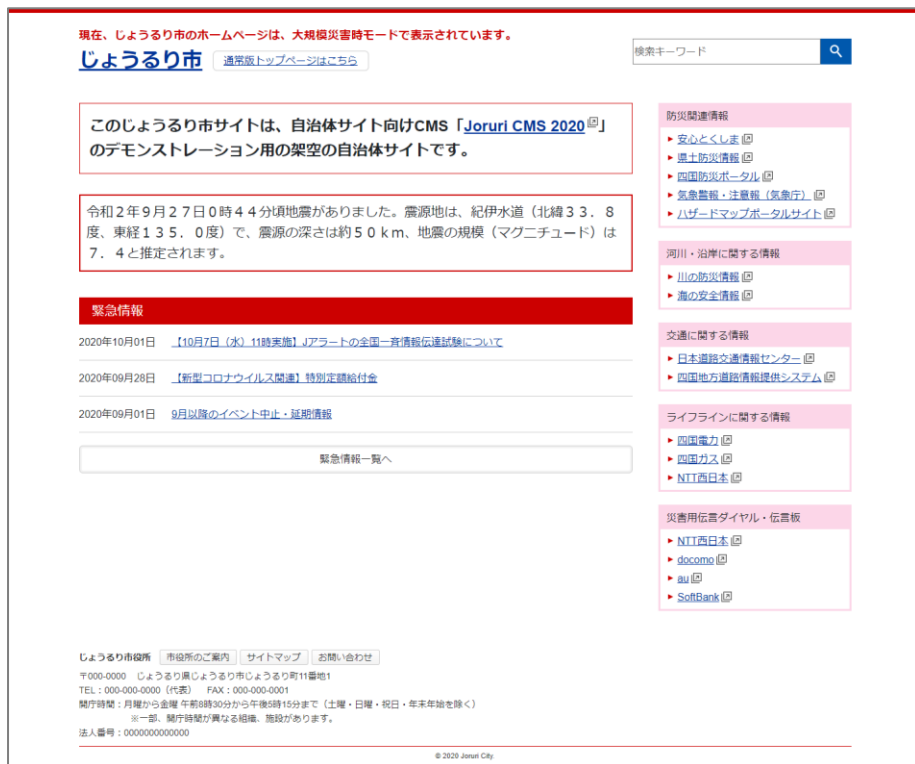 現在、じょうるり市のホームページは、大規模災害時モードで表示されています。
じょうるり市 通常版トップページはこちら
検索キーワード
このじょうるり市サイトは、自治体サイト向けCMS「Joruri CMS 2020」
のデモンストレーション用の架空の自治体サイトです。
令和２年９月２７日０時４４分頃地震がありました。震源地は、紀伊水道（北緯３３．８
度、東経１３５．０度）で、震源の深さは約５０ｋｍ、地震の規模（マグニチュード）は
７．４と推定されます。
緊急情報
2020年10月01日 【10月7日（水）11時実施】Jアラートの全国一斉情報伝達試験について
2020年09月28日 【新型コロナウイルス関連】特別定額給付金
2020年09月01日 9月以降のイベント中止・延期情報
緊急情報一覧へ
防災関連情報
安心とくしま
県土防災情報
四国防災ポータル
気象警報・注意報（気象庁）
ハザードマップポータルサイト
河川・沿岸に関する情報
川の防災情報
海の安全情報
交通に関する情報
日本道路交通情報センター
四国地方道路情報提供システム
ライフラインに関する情報
四国電力
四国ガス
NTT西日本
災害用伝言ダイヤル・伝言板
NTT西日本
docomo
au
SoftBank
じょうるり市役所 市役所のご案内 サイトマップ お問い合わせ
〒000-0000 じょうるり県じょうるり市じょうるり町11番地1
TEL：000-000-0000（代表） FAX：000-000-0001
開庁時間：月曜から金曜 午前8時30分から午後5時15分まで（土曜・日曜・祝日・年末年始を除く）
※一部、開庁時間が異なる組織、施設があります。
法人番号：0000000000000
© 2020 Joruri City.